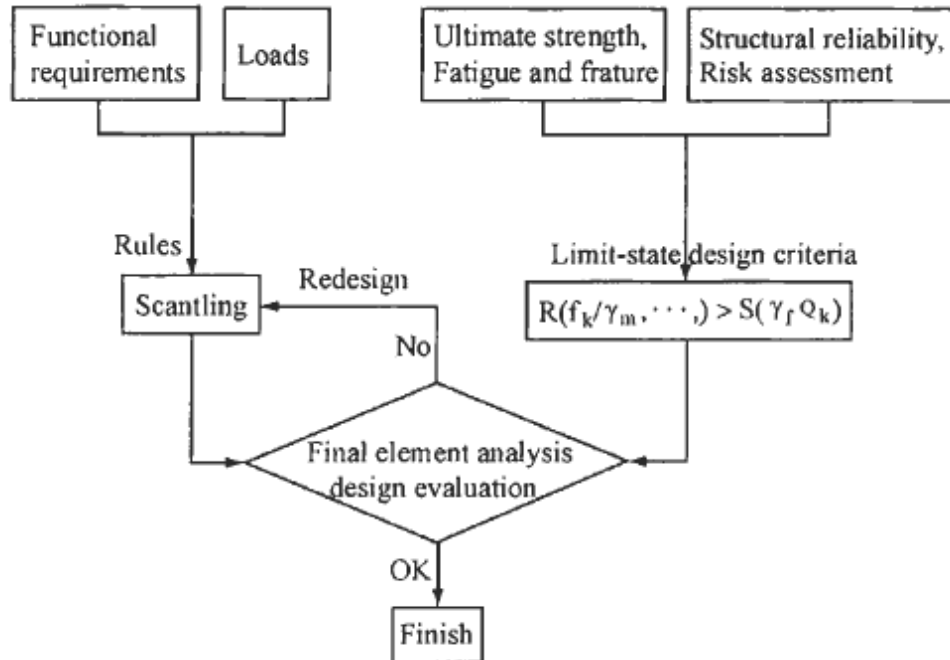 Functional
requirements
Loads
Ultimate strength,
Fatigue and frature
Structural reliability,
Risk assessment
Rules
Limit-state design criteria
Scantling
Redesign
R(fₖ/γₘ, ···,) > S(γ_f Qₖ)
No
Final element analysis
design evaluation
OK
Finish